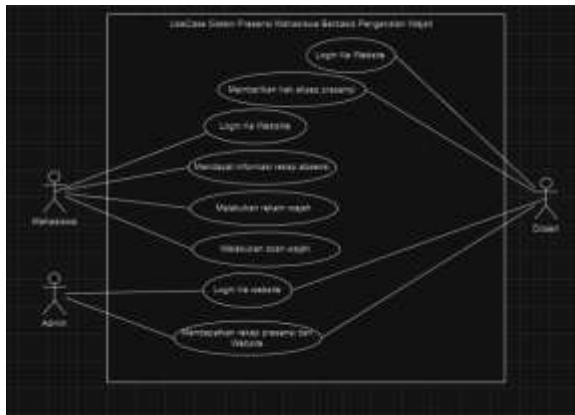 UseCase Sistem Presensi Mahasiswa Berbasis Pengenalan Wajah
Login Ke Website
Memberikan hak akses presensi
Login Ke Website
Mendapat informasi rekap absensi
Melakukan rekam wajah
Melakukan scan wajah
Mahasiswa
Dosen
Login Ke website
Admin
Mendapatkan rekap presensi dari
Website